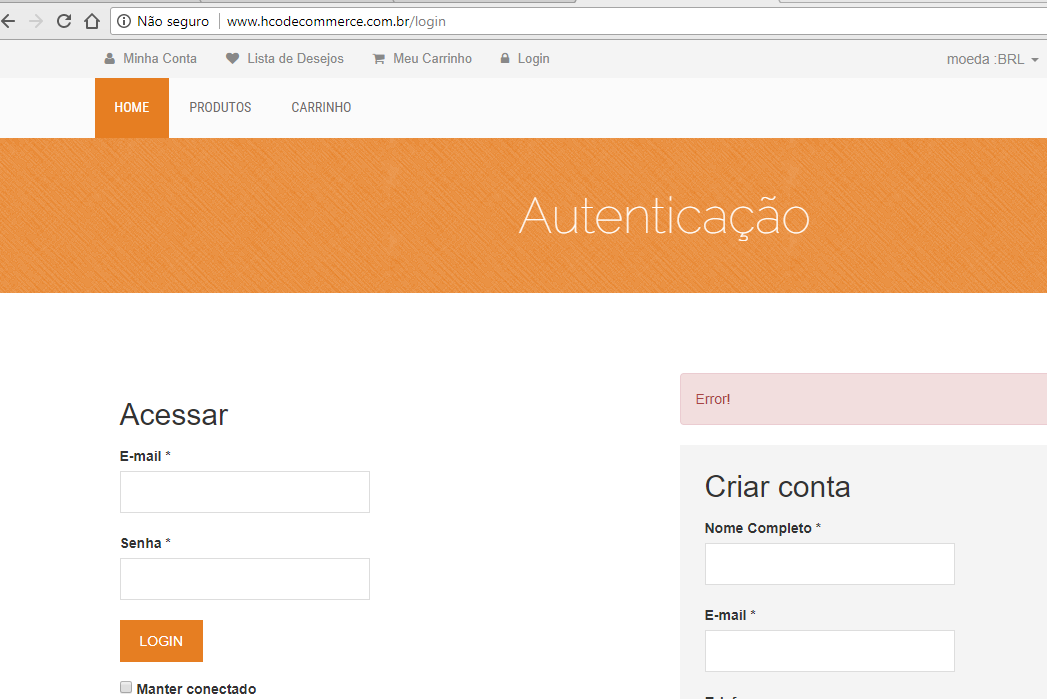 Não seguro www.hcodecommerce.com.br/login
Minha Conta Lista de Desejos Meu Carrinho Login moeda :BRL
HOME PRODUTOS CARRINHO
Autenticação
Error!
Acessar
E-mail *
Senha *
LOGIN
Manter conectado
Criar conta
Nome Completo *
E-mail *